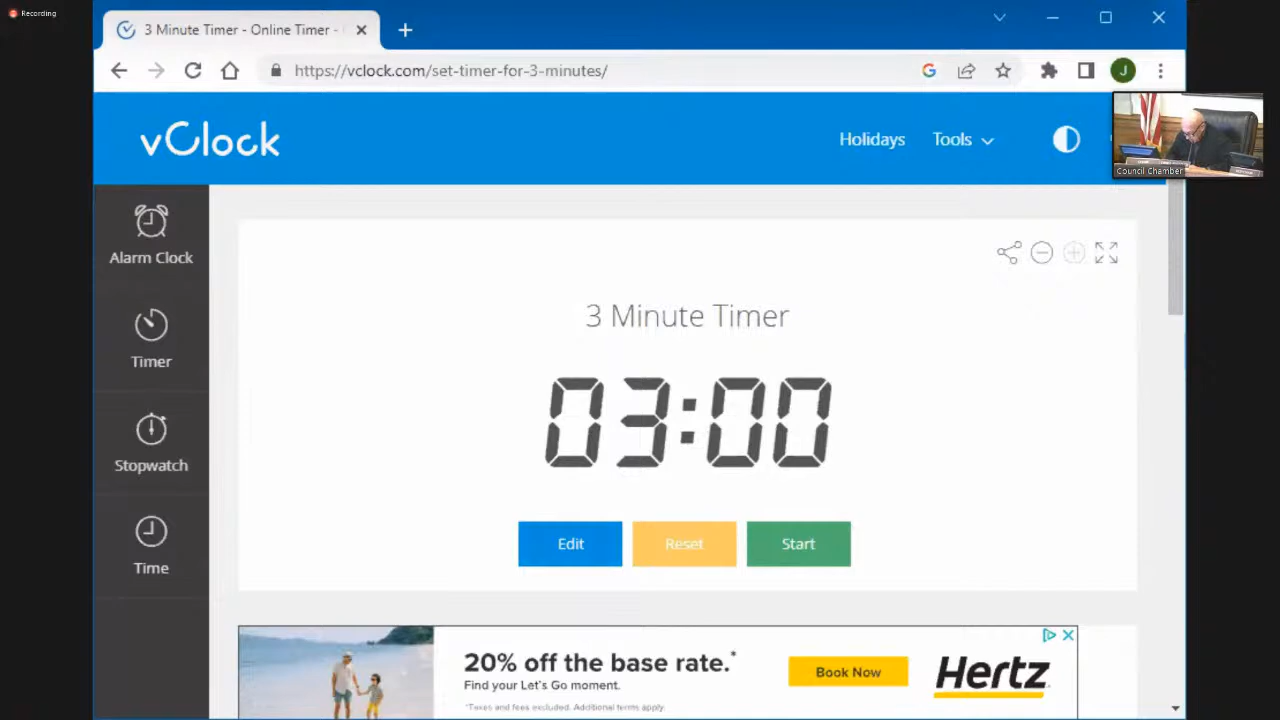 Recording
3 Minute Timer - Online Timer -
https://vclock.com/set-timer-for-3-minutes/
J
vClock
Holidays
Tools
Council Chamber
Alarm Clock
Timer
Stopwatch
Time
3 Minute Timer
03:00
Edit
Reset
Start
20% off the base rate.*
Find your Let's Go moment.
*Taxes and fees excluded. Additional terms apply.
Book Now
Hertz